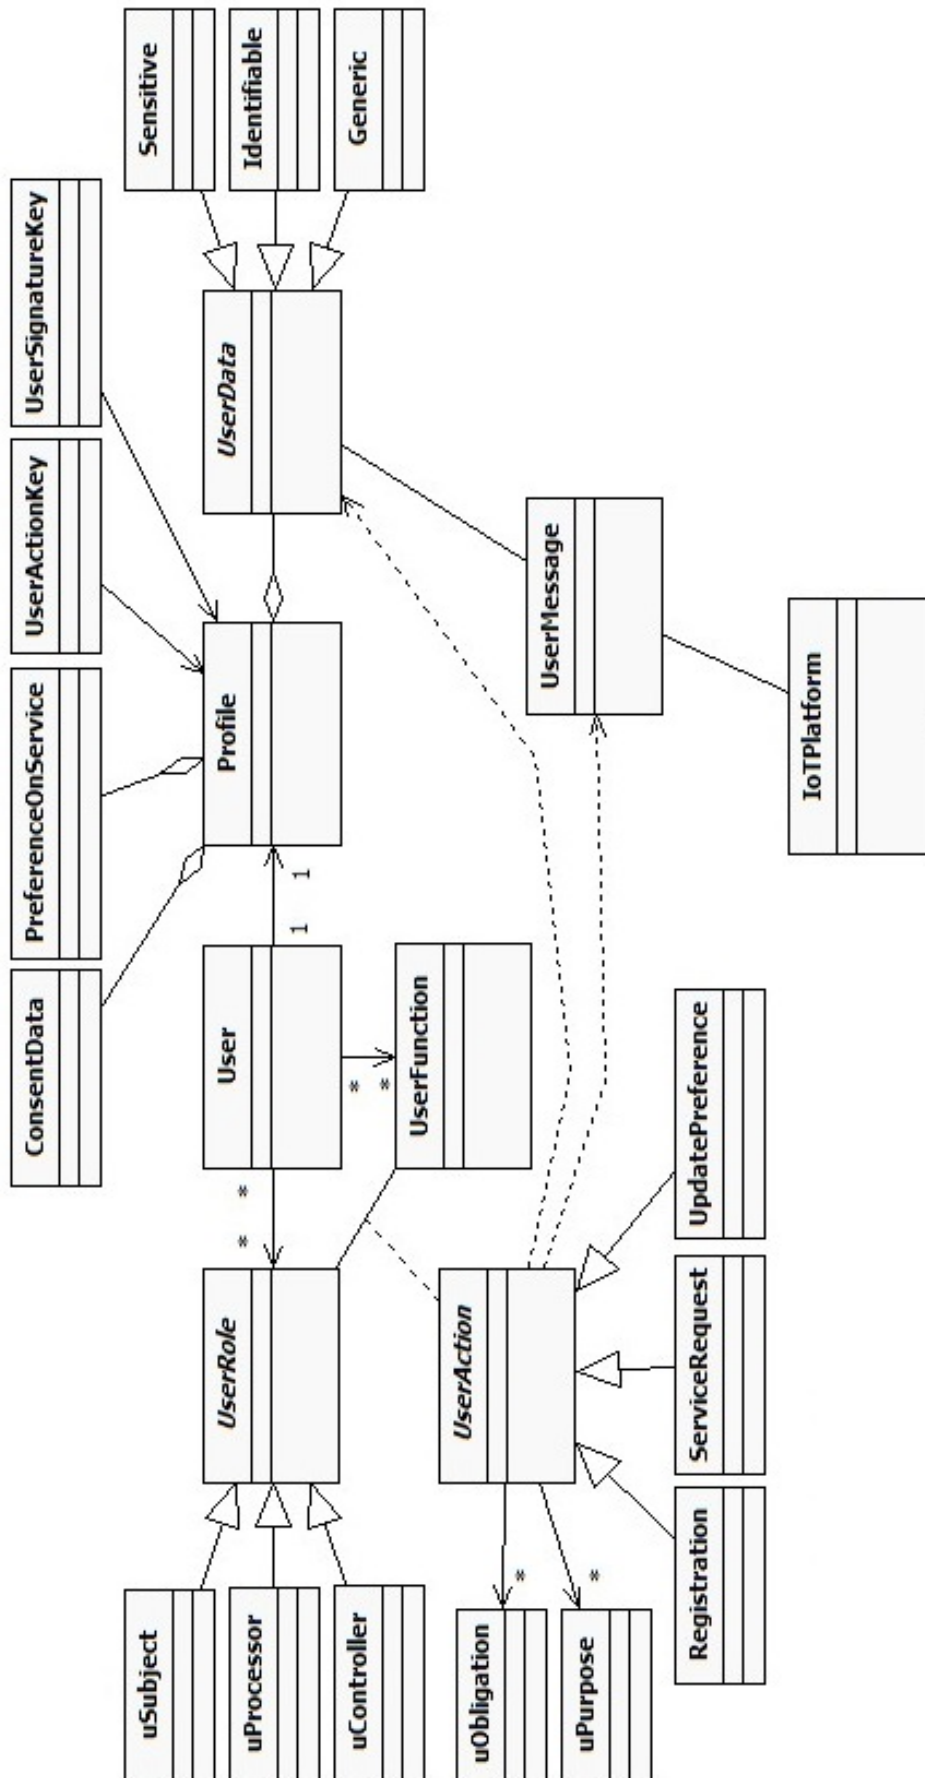 ConsentData
PreferenceOnService
UserActionKey
UserSignatureKey
uSubject
Sensitive
UserRole
User
Profile
UserData
*
*
uProcessor
Identifiable
1
1
uController
Generic
*
*
UserFunction
UserAction
uObligation
*
UserMessage
uPurpose
*
Registration
ServiceRequest
UpdatePreference
IoTPlatform